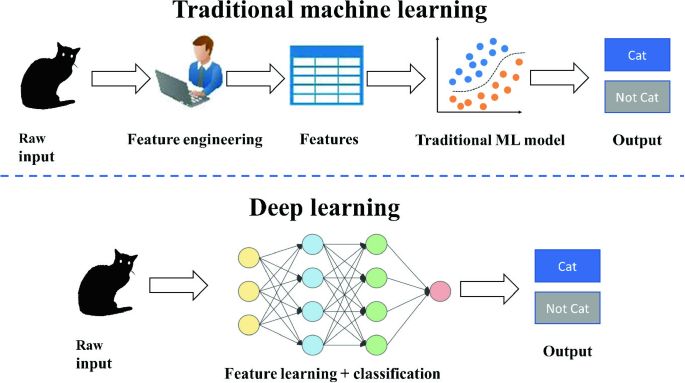 Traditional machine learning
Cat
Not Cat
Raw
input
Feature engineering
Features
Traditional ML model
Output
Deep learning
Cat
Not Cat
Raw
input
Output
Feature learning + classification